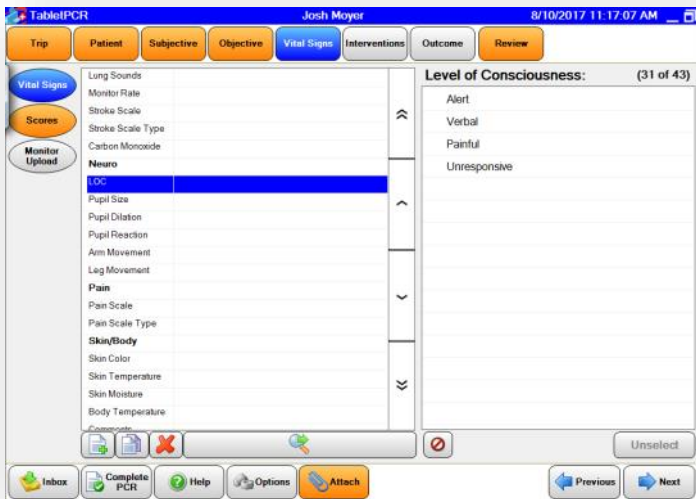 TabletPCR
Josh Moyer
8/10/2017 11:17:07 AM
Trip
Patient
Subjective
Objective
Vital Signs
Interventions
Outcome
Review
Vital Signs
Scores
Monitor
Upload
Lung Sounds
Monitor Rate
Stroke Scale
Stroke Scale Type
Carbon Monoxide
Neuro
LOC
Pupil Size
Pupil Dilation
Pupil Reaction
Arm Movement
Leg Movement
Pain
Pain Scale
Pain Scale Type
Skin/Body
Skin Color
Skin Temperature
Skin Moisture
Body Temperature
Comments
Level of Consciousness: (31 of 43)
Alert
Verbal
Painful
Unresponsive
Unselect
Inbox
Complete
PCR
Help
Options
Attach
Previous
Next